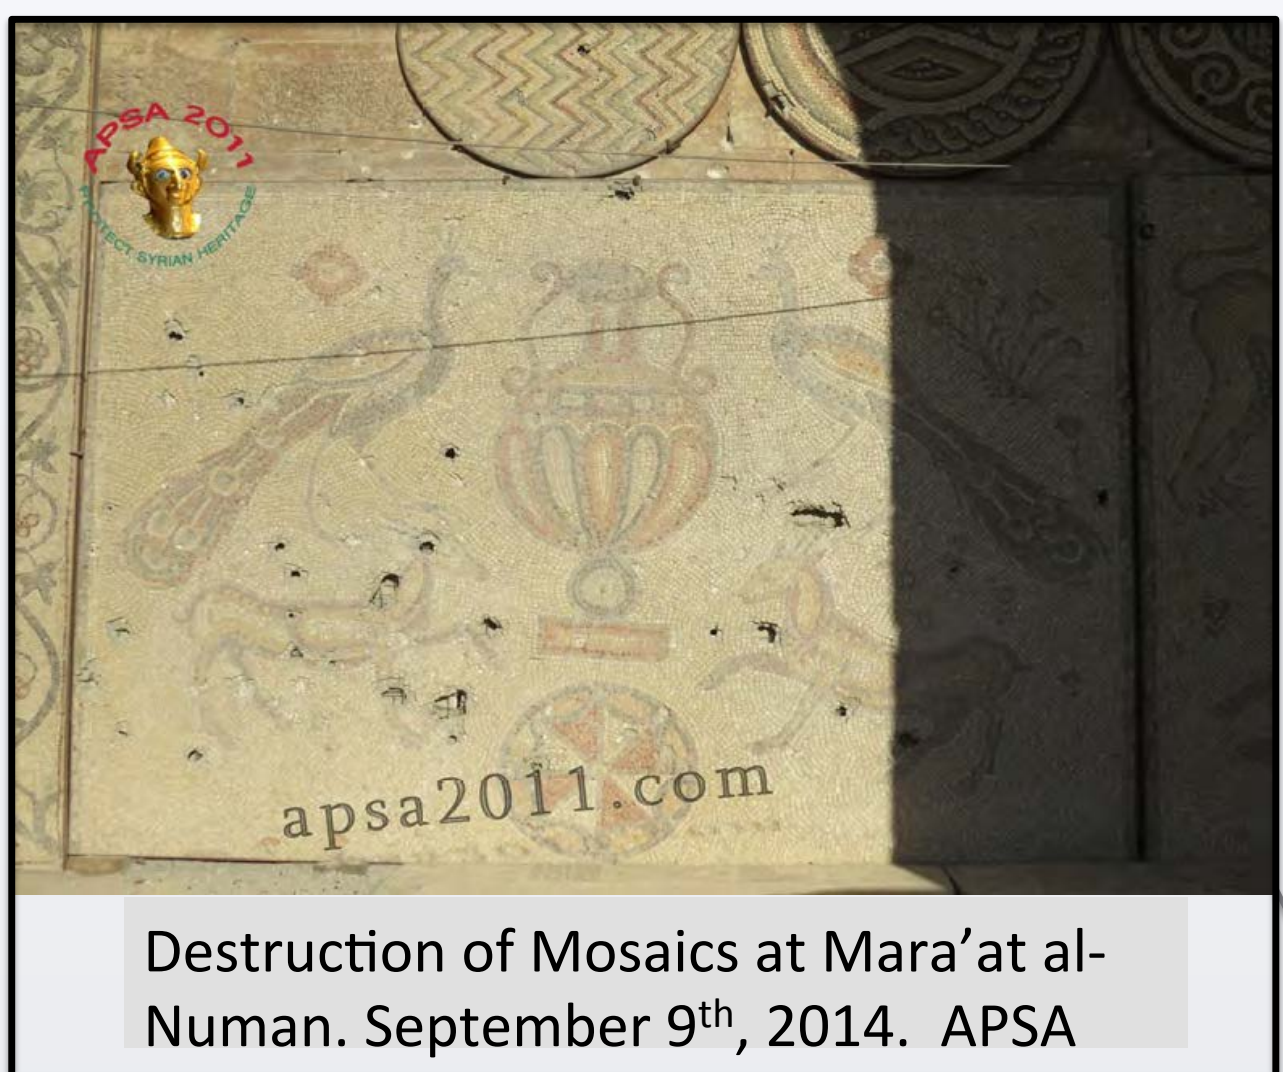 APSA 2011
PROTECT SYRIAN HERITAGE
apsa2011.com
Destruction of Mosaics at Mara’at al-
Numan. September 9th, 2014. APSA